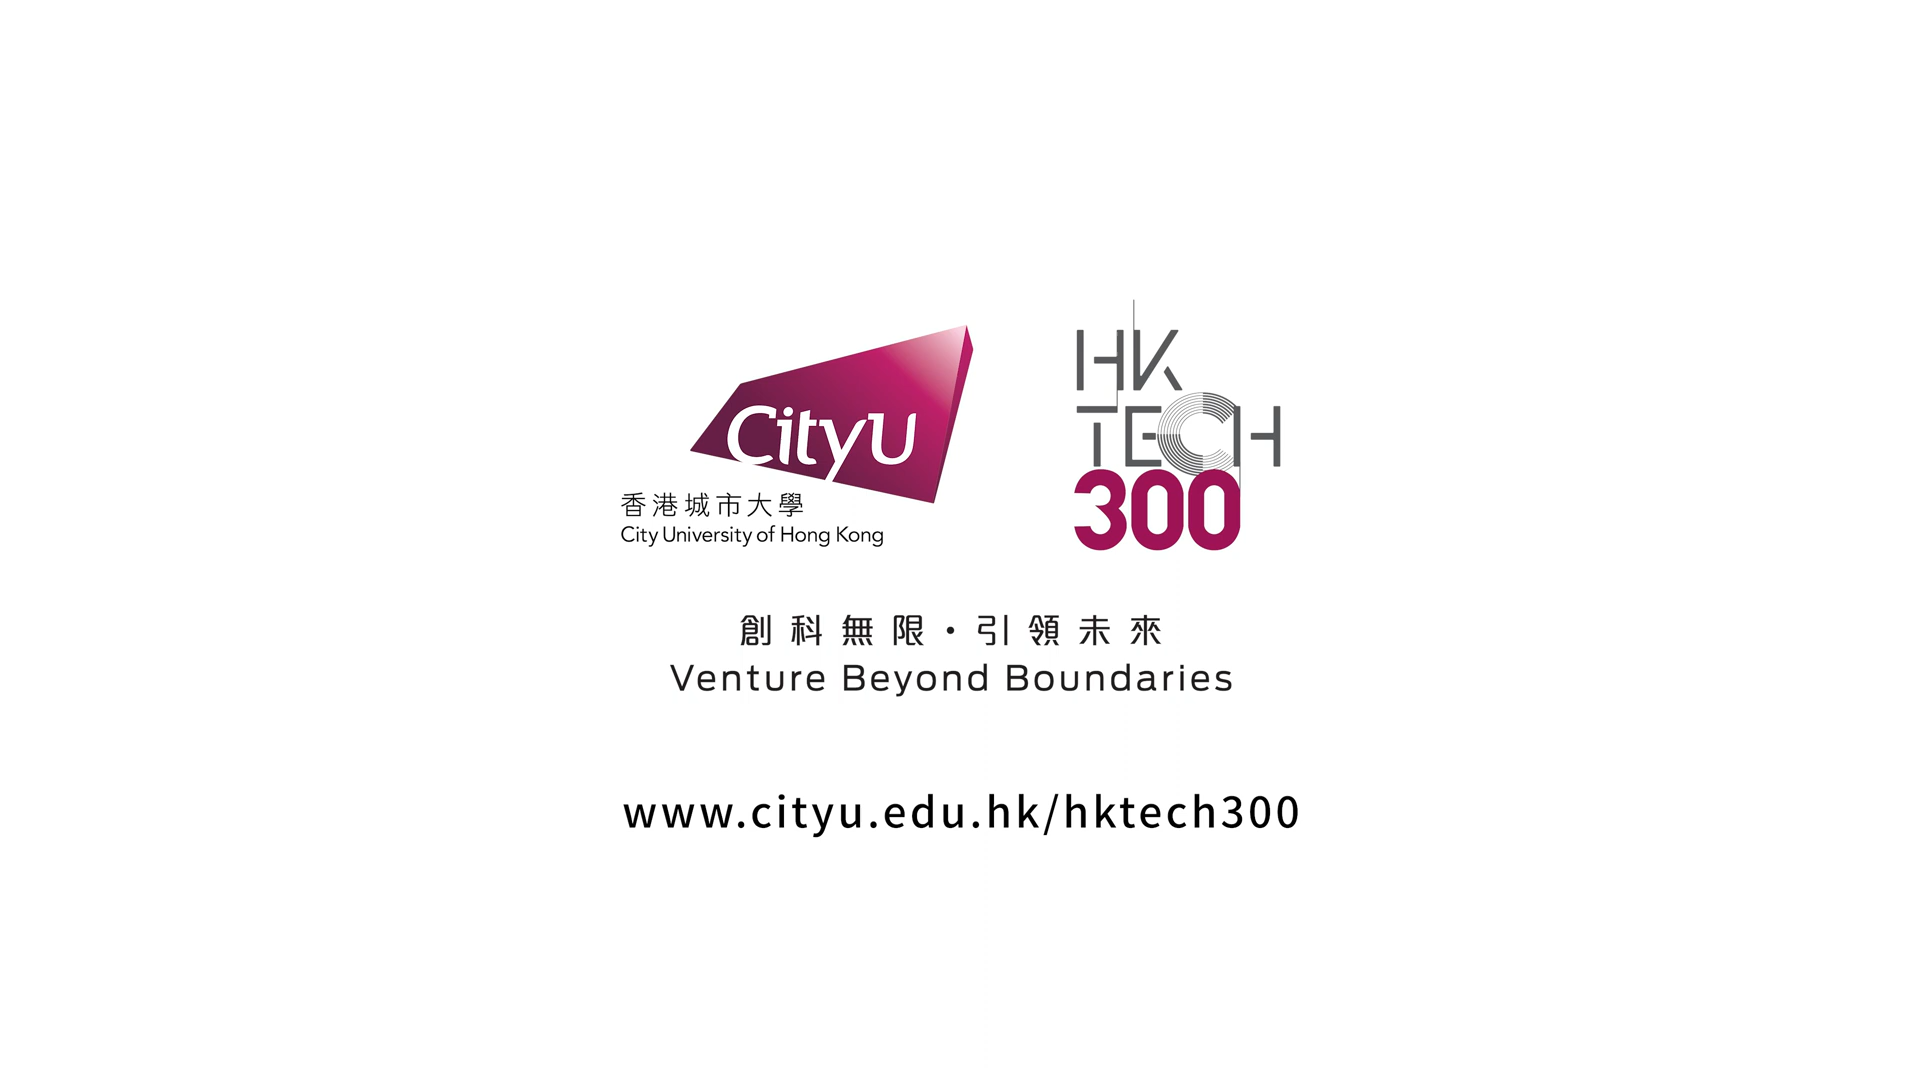 CityU
香港城市大學
City University of Hong Kong
HK
TECH
300
創科無限・引領未來
Venture Beyond Boundaries
www.cityu.edu.hk/hktech300